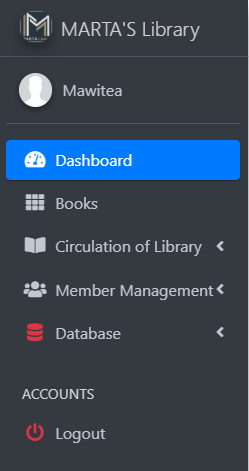 MARTA'S Library
Mawitea
Dashboard
Books
Circulation of Library
Member Management
Database
ACCOUNTS
Logout